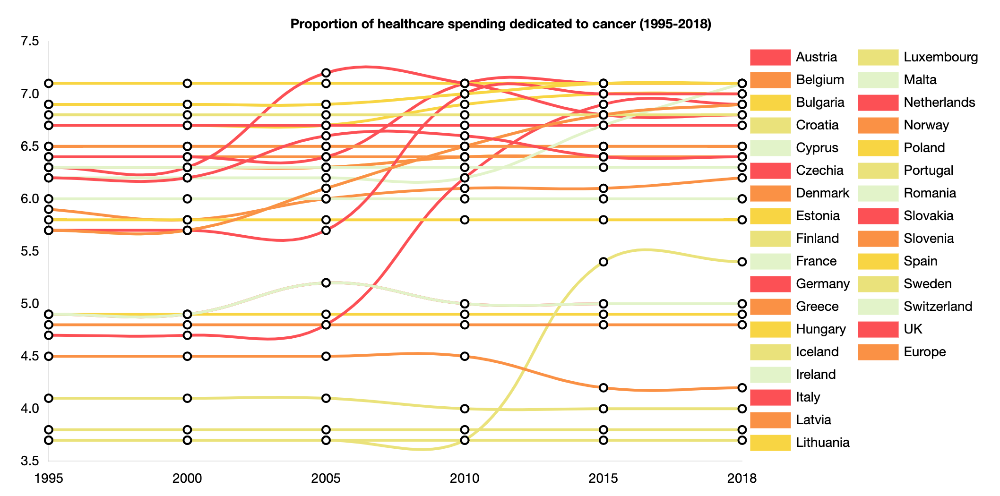 Proportion of healthcare spending dedicated to cancer (1995-2018)
7.5
7.0
6.5
6.0
5.5
5.0
4.5
4.0
3.5
1995 2000 2005 2010 2015 2018
Austria
Belgium
Bulgaria
Croatia
Cyprus
Czechia
Denmark
Estonia
Finland
France
Germany
Greece
Hungary
Iceland
Ireland
Italy
Latvia
Lithuania
Luxembourg
Malta
Netherlands
Norway
Poland
Portugal
Romania
Slovakia
Slovenia
Spain
Sweden
Switzerland
UK
Europe